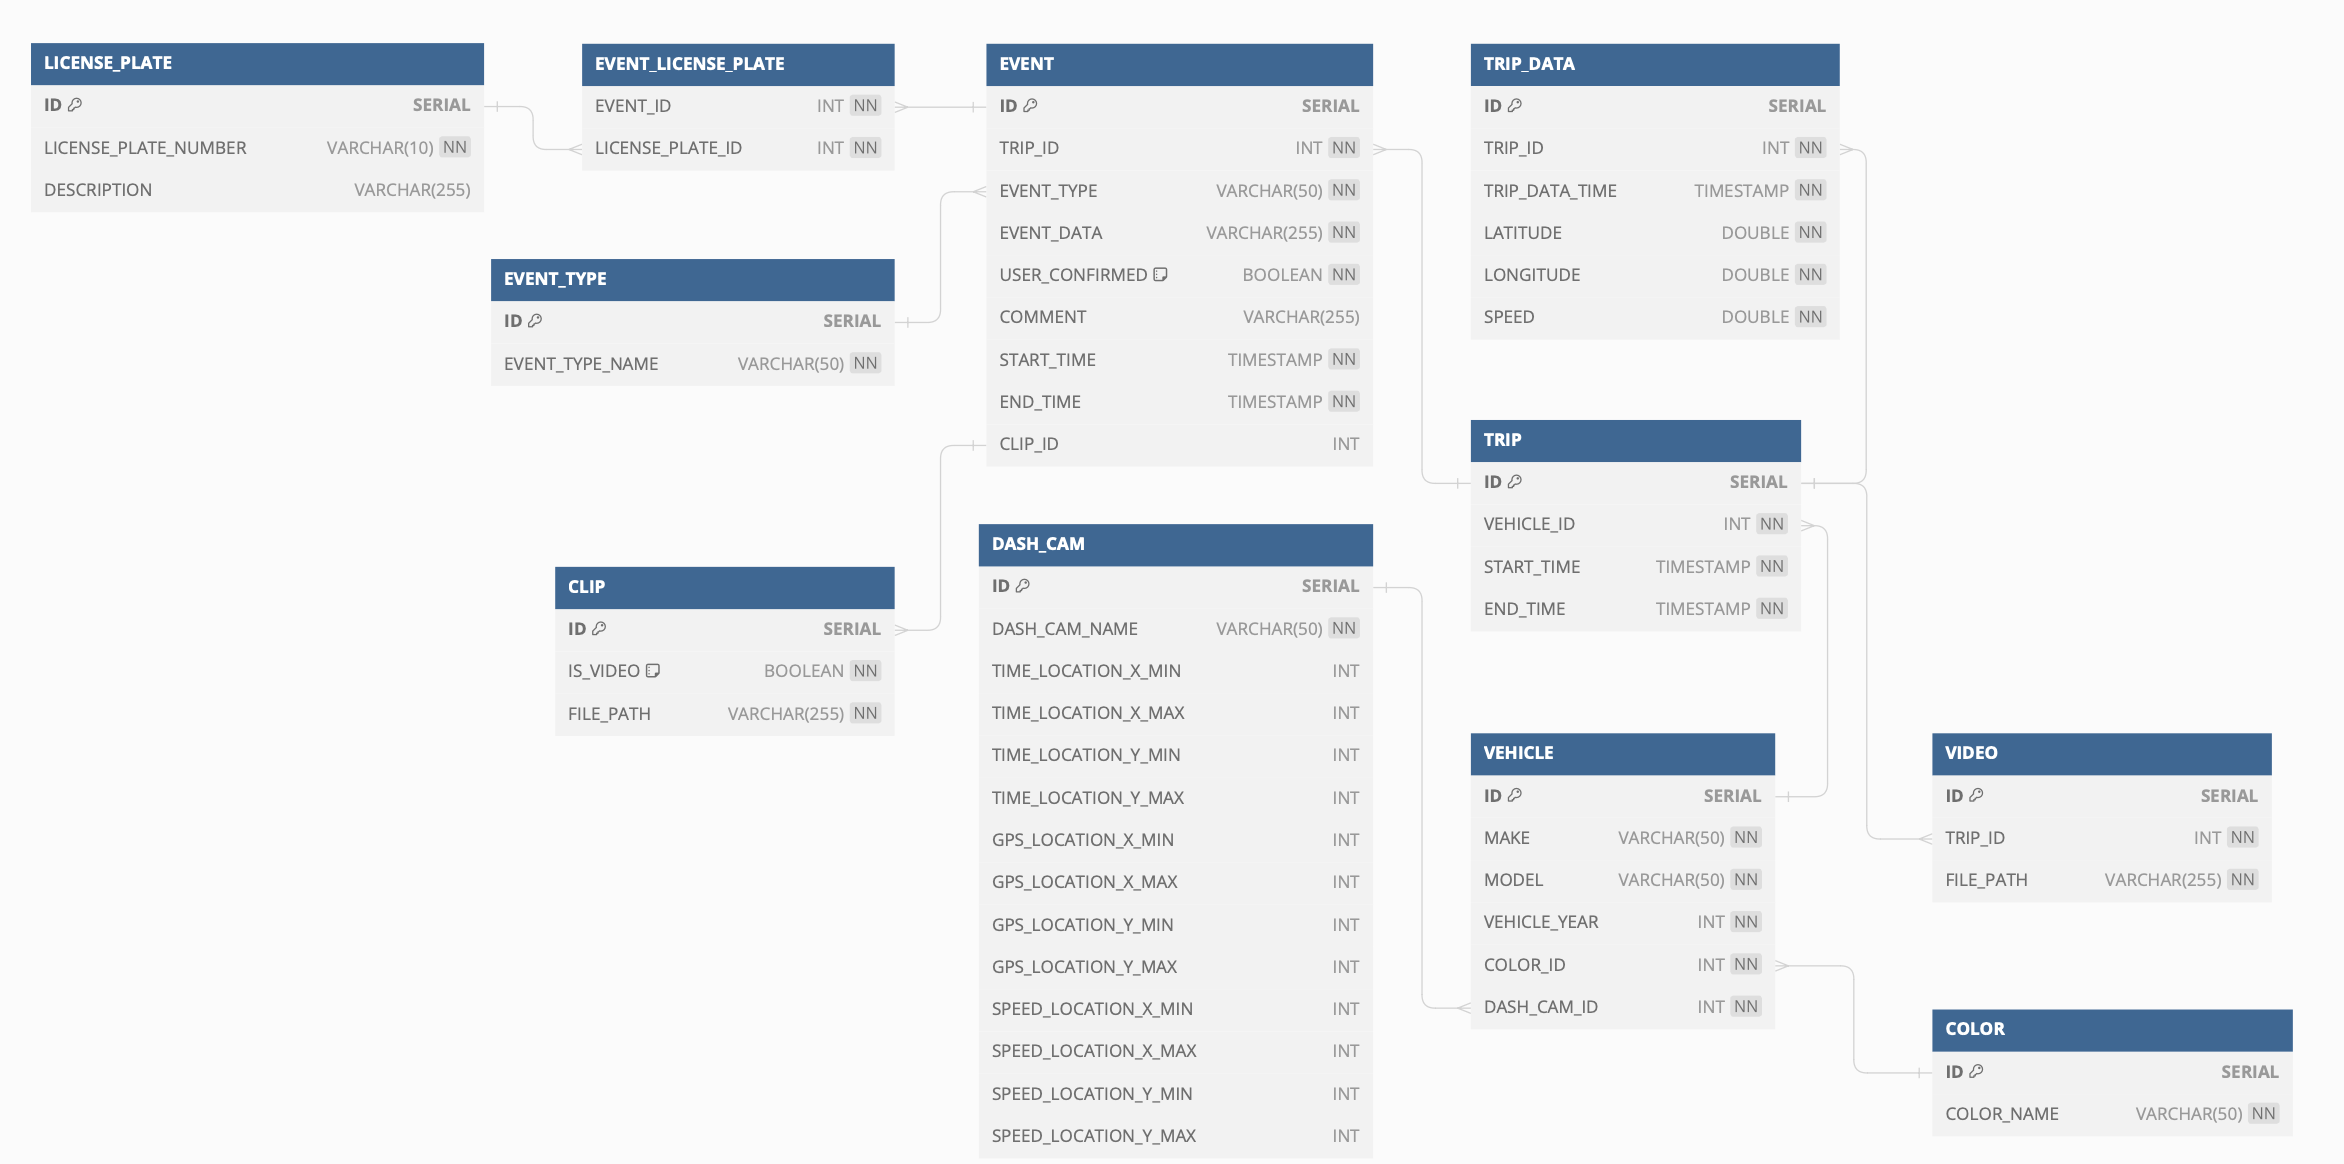 LICENSE_PLATE
ID SERIAL
LICENSE_PLATE_NUMBER VARCHAR(10) NN
DESCRIPTION VARCHAR(255)
EVENT_LICENSE_PLATE
EVENT_ID INT NN
LICENSE_PLATE_ID INT NN
EVENT_TYPE
ID SERIAL
EVENT_TYPE_NAME VARCHAR(50) NN
CLIP
ID SERIAL
IS_VIDEO BOOLEAN NN
FILE_PATH VARCHAR(255) NN
EVENT
ID SERIAL
TRIP_ID INT NN
EVENT_TYPE VARCHAR(50) NN
EVENT_DATA VARCHAR(255) NN
USER_CONFIRMED BOOLEAN NN
COMMENT VARCHAR(255)
START_TIME TIMESTAMP NN
END_TIME TIMESTAMP NN
CLIP_ID INT
DASH_CAM
ID SERIAL
DASH_CAM_NAME VARCHAR(50) NN
TIME_LOCATION_X_MIN INT
TIME_LOCATION_X_MAX INT
TIME_LOCATION_Y_MIN INT
TIME_LOCATION_Y_MAX INT
GPS_LOCATION_X_MIN INT
GPS_LOCATION_X_MAX INT
GPS_LOCATION_Y_MIN INT
GPS_LOCATION_Y_MAX INT
SPEED_LOCATION_X_MIN INT
SPEED_LOCATION_X_MAX INT
SPEED_LOCATION_Y_MIN INT
SPEED_LOCATION_Y_MAX INT
TRIP_DATA
ID SERIAL
TRIP_ID INT NN
TRIP_DATA_TIME TIMESTAMP NN
LATITUDE DOUBLE NN
LONGITUDE DOUBLE NN
SPEED DOUBLE NN
TRIP
ID SERIAL
VEHICLE_ID INT NN
START_TIME TIMESTAMP NN
END_TIME TIMESTAMP NN
VEHICLE
ID SERIAL
MAKE VARCHAR(50) NN
MODEL VARCHAR(50) NN
VEHICLE_YEAR INT NN
COLOR_ID INT NN
DASH_CAM_ID INT NN
VIDEO
ID SERIAL
TRIP_ID INT NN
FILE_PATH VARCHAR(255) NN
COLOR
ID SERIAL
COLOR_NAME VARCHAR(50) NN